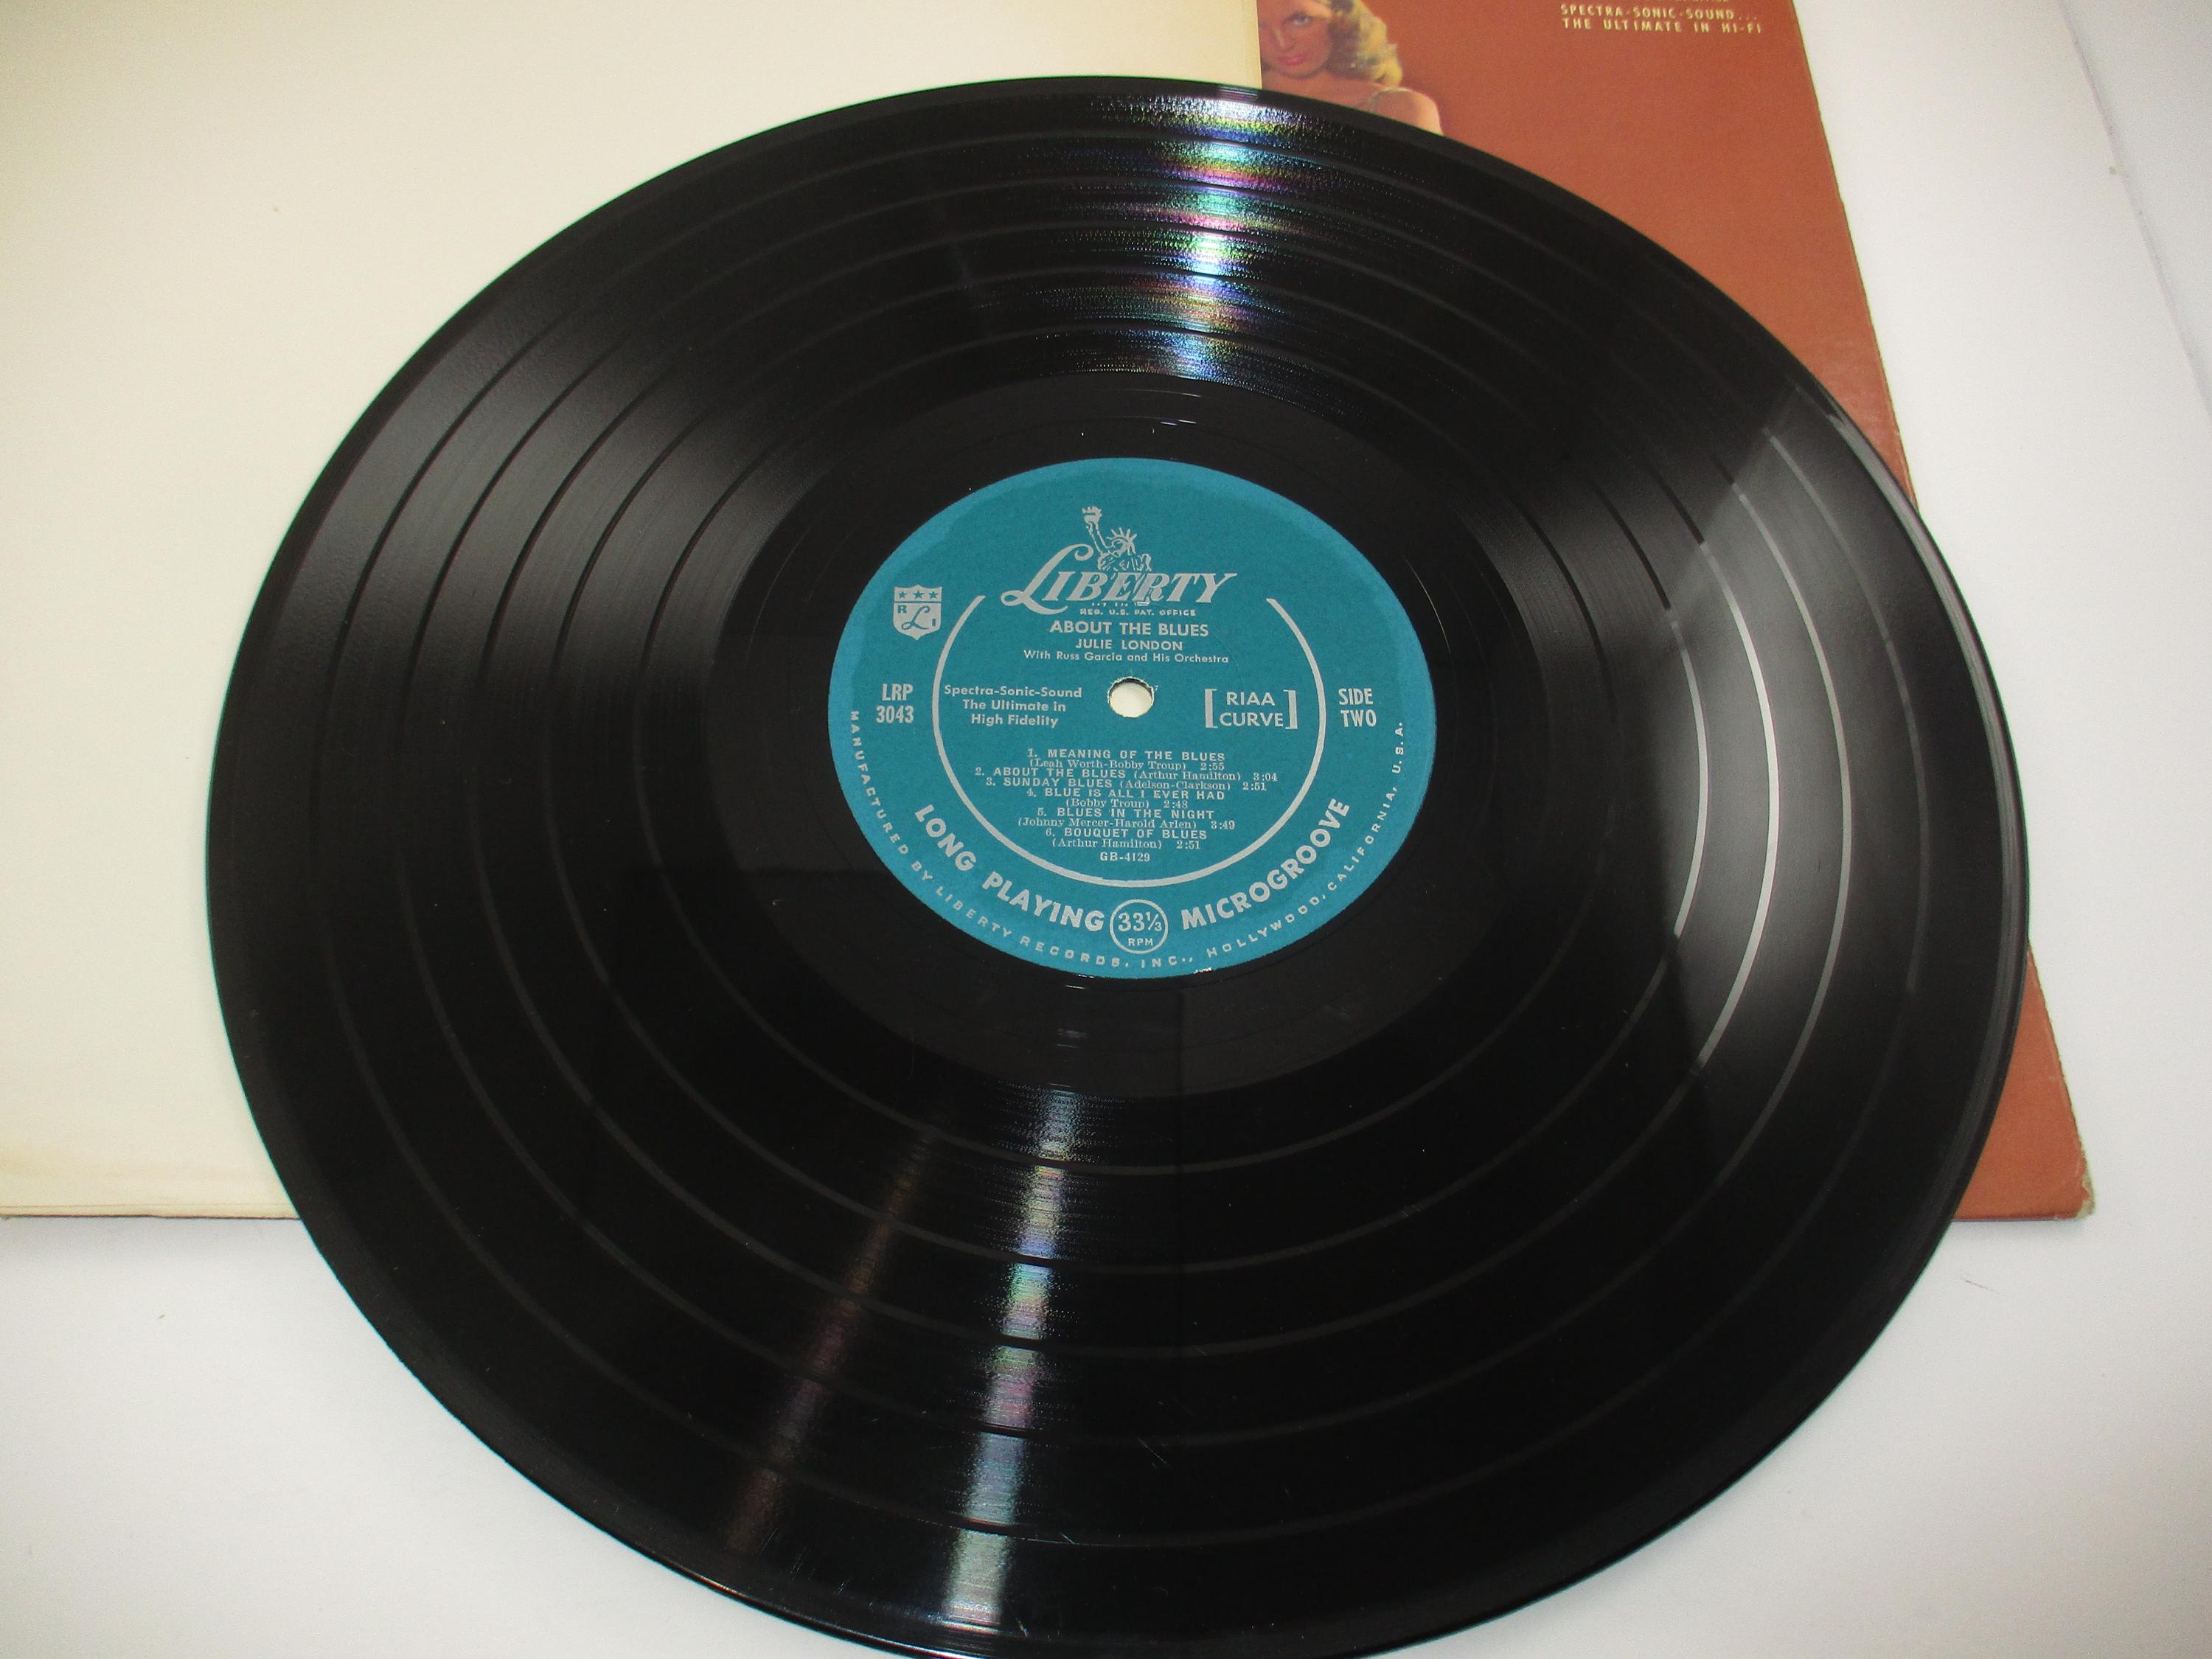 SPECTRA-SONIC-SOUND...
THE ULTIMATE IN HI-FI
LIBERTY
REG. U.S. PAT. OFFICE
R L I
ABOUT THE BLUES
JULIE LONDON
With Russ Garcia and His Orchestra
LRP
3043
Spectra-Sonic-Sound
The Ultimate in
High Fidelity
[RIAA
CURVE]
SIDE
TWO
1. MEANING OF THE BLUES
(Leah Worth-Bobby Troup) 2:55
2. ABOUT THE BLUES (Arthur Hamilton) 3:04
3. SUNDAY BLUES (Adelson-Clarkson) 2:51
4. BLUE IS ALL I EVER HAD
(Bobby Troup) 2:48
5. BLUES IN THE NIGHT
(Johnny Mercer-Harold Arlen) 3:49
6. BOUQUET OF BLUES
(Arthur Hamilton) 2:51
GB-4129
LONG PLAYING 33⅓ RPM MICROGROOVE
MANUFACTURED BY LIBERTY RECORDS, INC., HOLLYWOOD, CALIFORNIA, U.S.A.